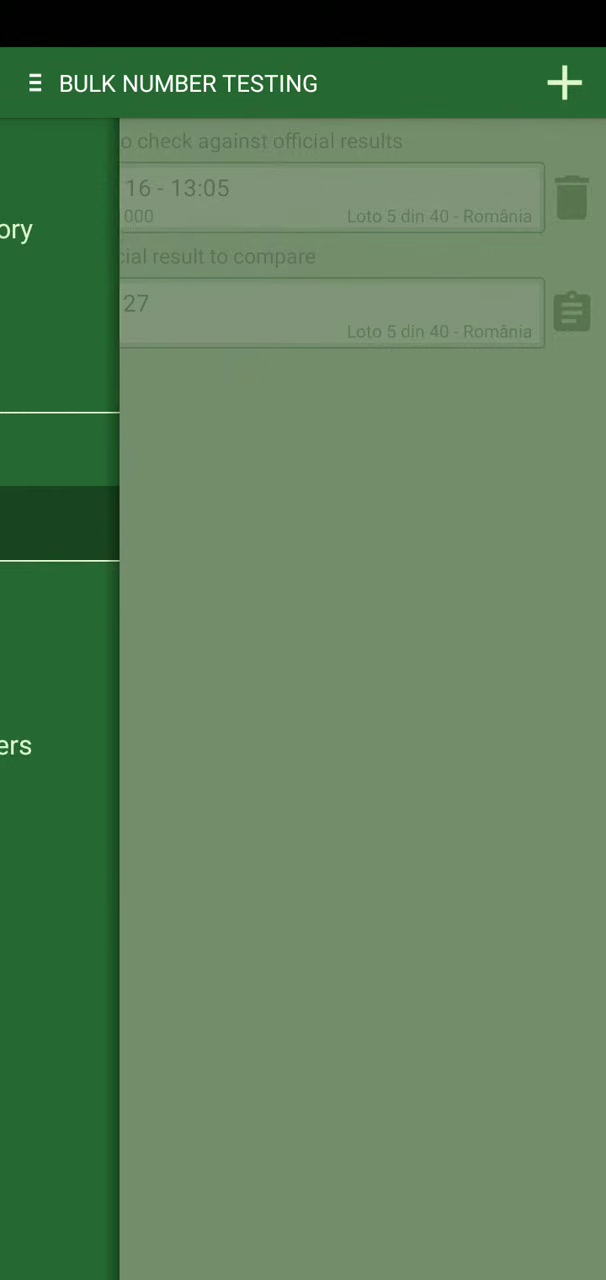 BULK NUMBER TESTING
o check against official results
16 - 13:05
000 Loto 5 din 40 - România
ory
cial result to compare
27
Loto 5 din 40 - România
ers